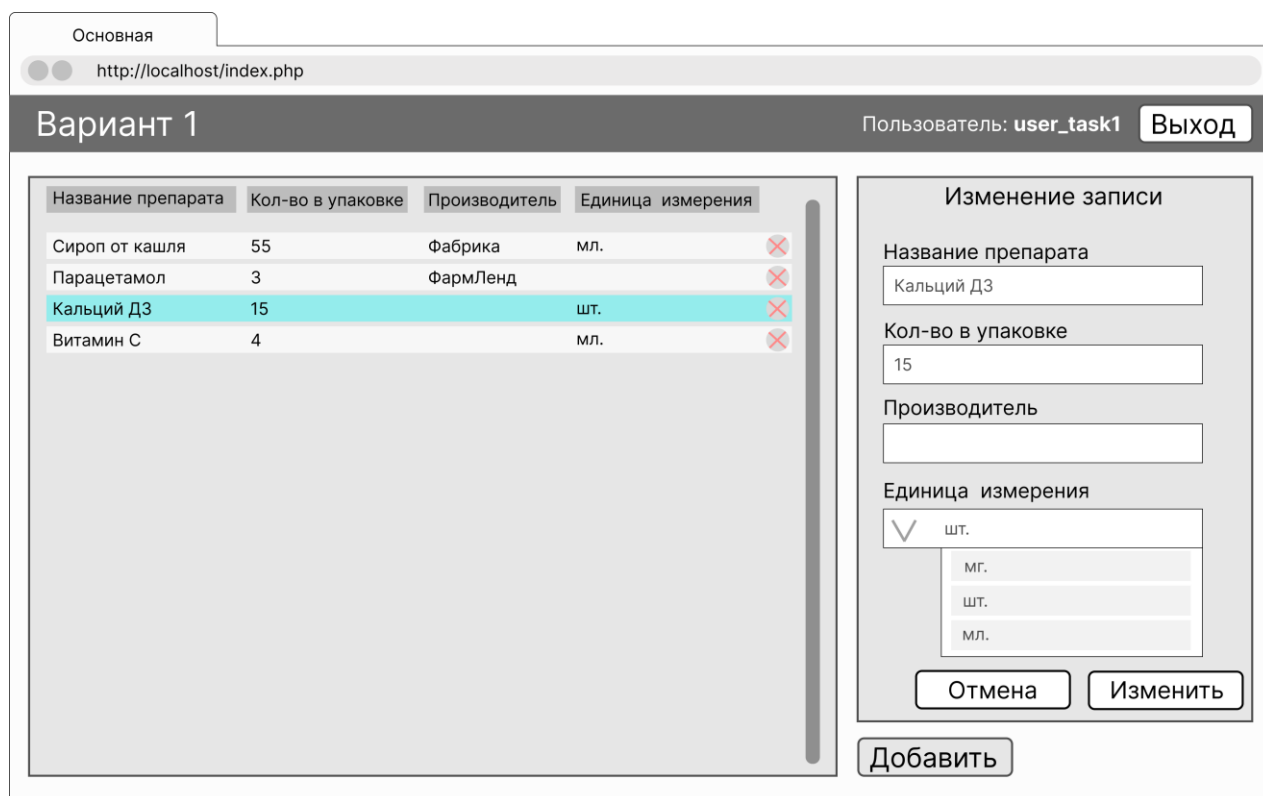 Основная
http://localhost/index.php
Вариант 1 Пользователь: user_task1 Выход
Название препарата Кол-во в упаковке Производитель Единица измерения
Сироп от кашля 55 Фабрика мл.
Парацетамол 3 ФармЛенд
Кальций Д3 15 шт.
Витамин С 4 мл.
Изменение записи
Название препарата
Кальций Д3
Кол-во в упаковке
15
Производитель
Единица измерения
шт.
мг.
шт.
мл.
Отмена Изменить
Добавить